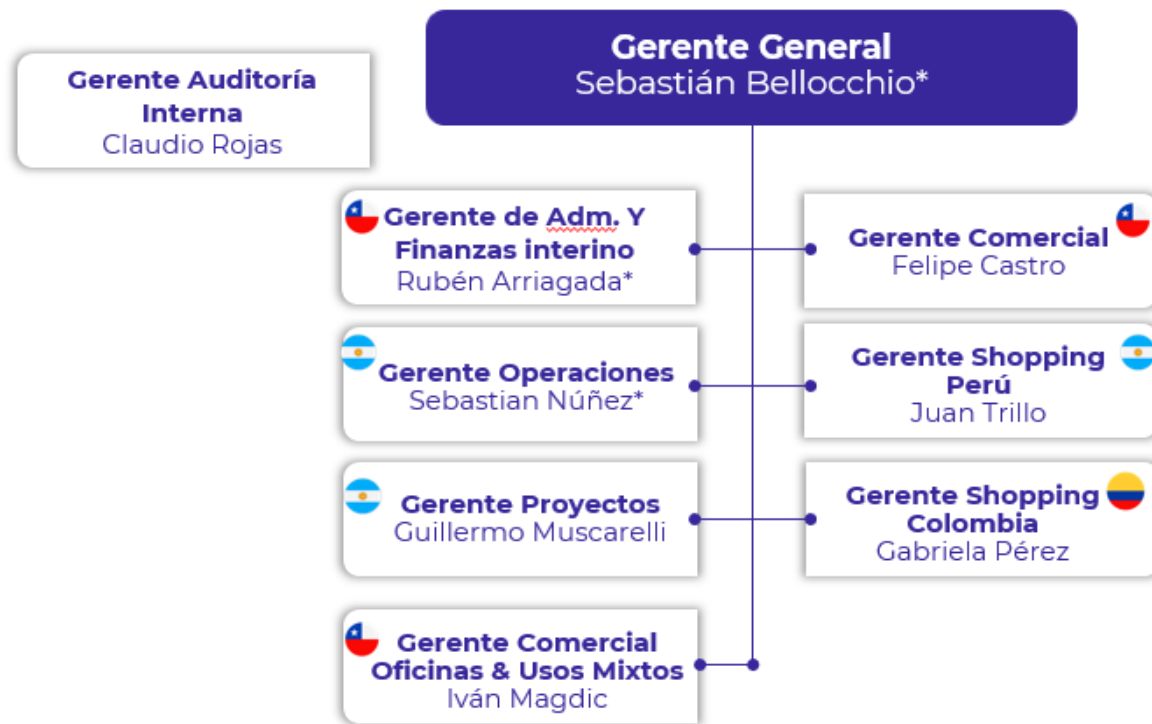 Gerente General
Sebastián Bellocchio*
Gerente Auditoría
Interna
Claudio Rojas
Gerente de Adm. Y
Finanzas interino
Rubén Arriagada*
Gerente Comercial
Felipe Castro
Gerente Operaciones
Sebastian Núñez*
Gerente Shopping
Perú
Juan Trillo
Gerente Proyectos
Guillermo Muscarelli
Gerente Shopping
Colombia
Gabriela Pérez
Gerente Comercial
Oficinas & Usos Mixtos
Iván Magdic